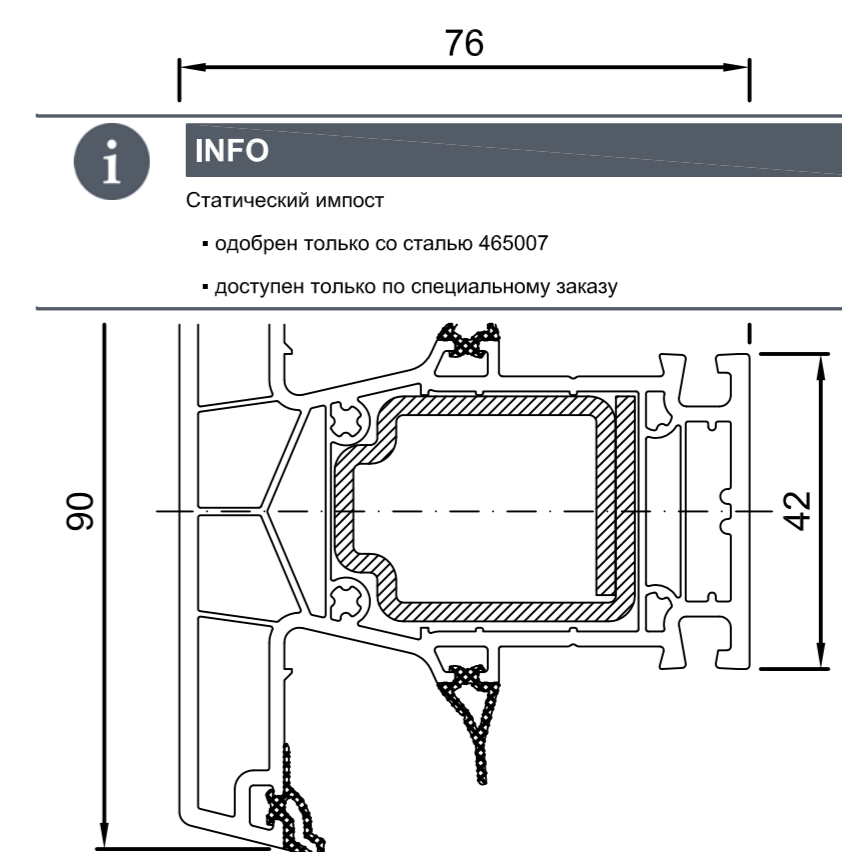 76
i
INFO
Статический импост
▪ одобрен только со сталью 465007
▪ доступен только по специальному заказу
90
42